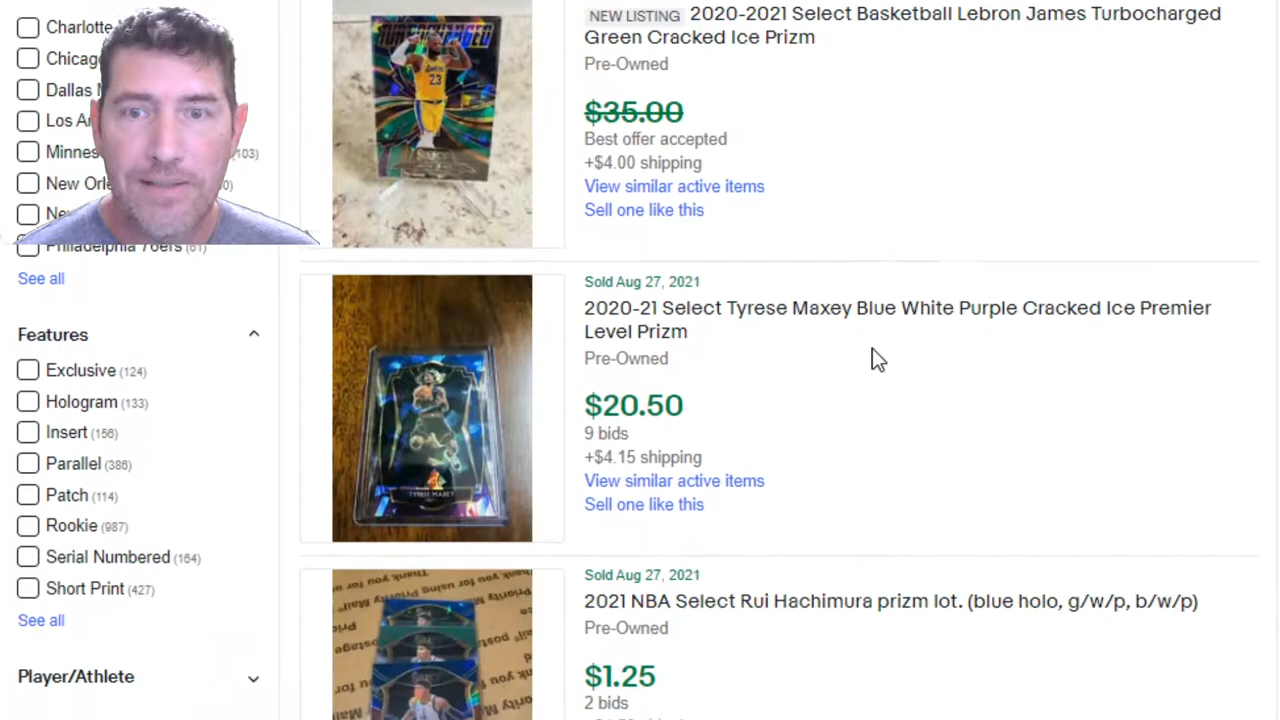 Charlotte
Chicag
Dallas
Los A
Minnes (103)
New Orle
Ne
Philadelphia 76ers (61)
See all
Features
Exclusive (124)
Hologram (133)
Insert (156)
Parallel (386)
Patch (114)
Rookie (987)
Serial Numbered (164)
Short Print (427)
See all
Player/Athlete
NEW LISTING 2020-2021 Select Basketball Lebron James Turbocharged
Green Cracked Ice Prizm
Pre-Owned
$35.00
Best offer accepted
+$4.00 shipping
View similar active items
Sell one like this
23
Sold Aug 27, 2021
2020-21 Select Tyrese Maxey Blue White Purple Cracked Ice Premier
Level Prizm
Pre-Owned
$20.50
9 bids
+$4.15 shipping
View similar active items
Sell one like this
TYRESE MAXEY
Sold Aug 27, 2021
2021 NBA Select Rui Hachimura prizm lot. (blue holo, g/w/p, b/w/p)
Pre-Owned
$1.25
2 bids